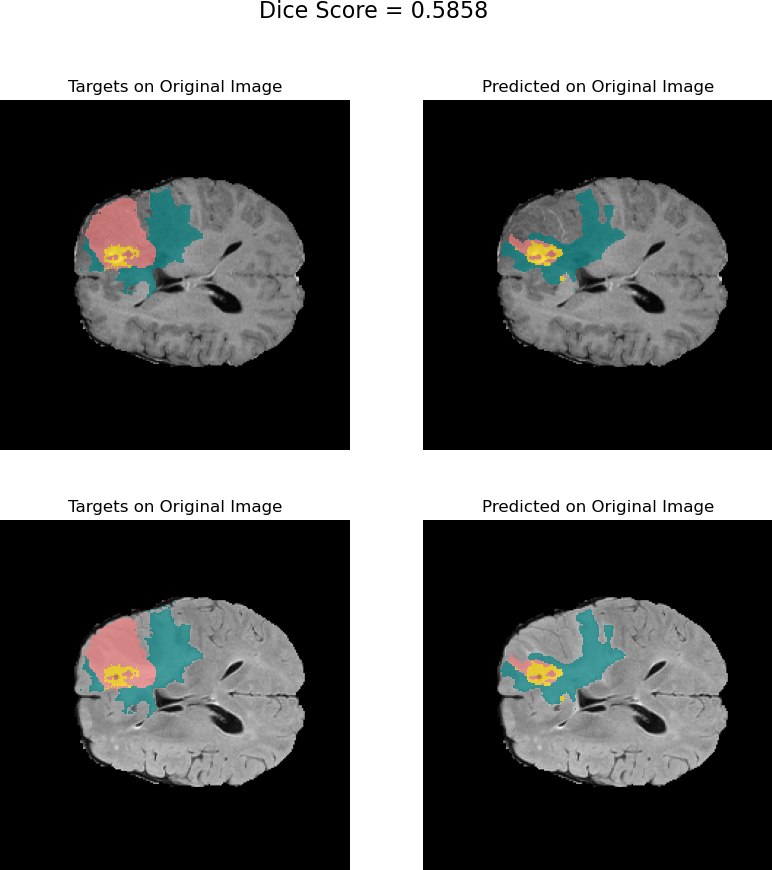 Dice Score = 0.5858
Targets on Original Image
Predicted on Original Image
Targets on Original Image
Predicted on Original Image